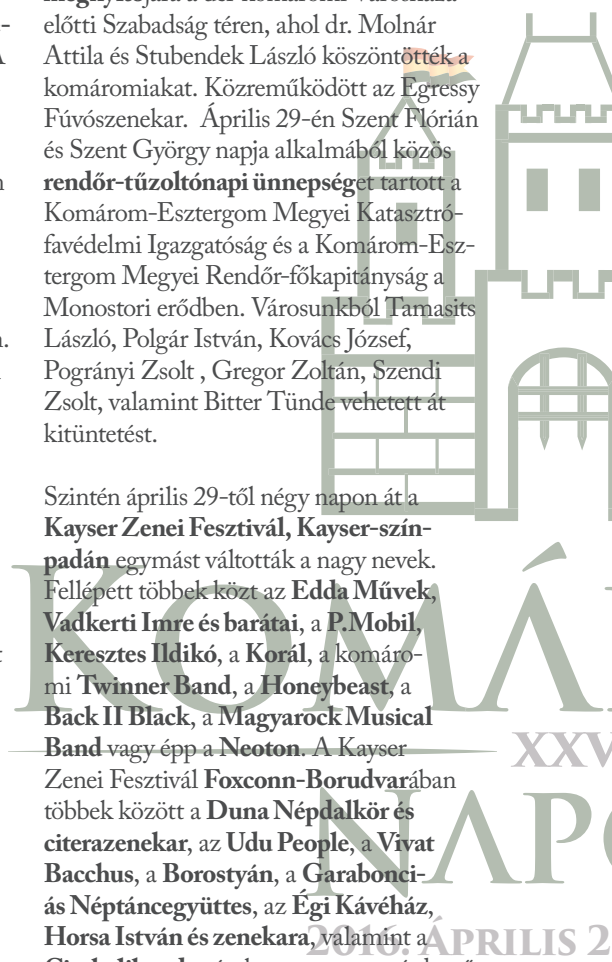 előtti Szabadság téren, ahol dr. Molnár
Attila és Stubendek László köszöntötték a
komáromiakat. Közreműködött az Egressy
Fúvószenekar. Április 29-én Szent Flórián
és Szent György napja alkalmából közös
rendőr-tűzoltónapi ünnepséget tartott a
Komárom-Esztergom Megyei Katasztró-
favédelmi Igazgatóság és a Komárom-Esz-
tergom Megyei Rendőr-főkapitányság a
Monostori erődben. Városunkból Tamasits
László, Polgár István, Kovács József,
Pogrányi Zsolt , Gregor Zoltán, Szendi
Zsolt, valamint Bitter Tünde vehetett át
kitüntetést.
Szintén április 29-től négy napon át a
Kayser Zenei Fesztivál, Kayser-szín-
padán egymást váltották a nagy nevek.
Fellépett többek közt az Edda Művek,
Vadkerti Imre és barátai, a P.Mobil,
Keresztes Ildikó, a Korál, a komáro-
mi Twinner Band, a Honeybeast, a
Back II Black, a Magyarock Musical
Band vagy épp a Neoton. A Kayser
Zenei Fesztivál Foxconn-Borudvarában
többek között a Duna Népdalkör és
citerazenekar, az Udu People, a Vivat
Bacchus, a Borostyán, a Garabonci-
ás Néptáncegyüttes, az Égi Kávéház,
Horsa István és zenekara, valamint a
KOMÁ
XXV
NAPO
2016. ÁPRILIS 2